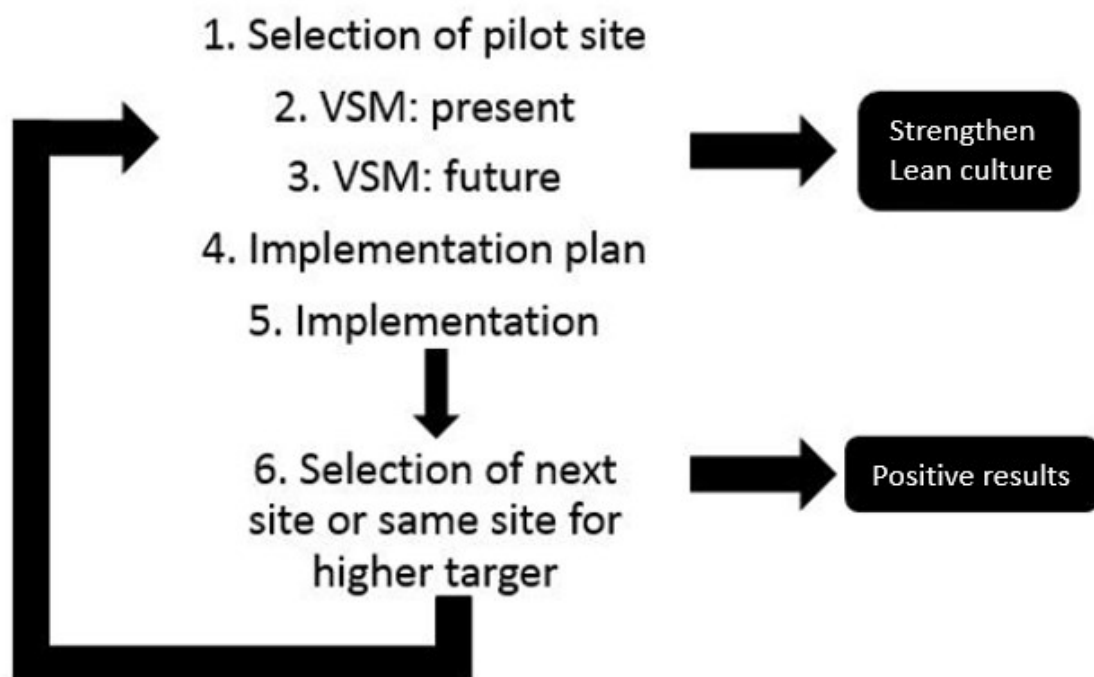 1. Selection of pilot site
2. VSM: present
3. VSM: future
4. Implementation plan
5. Implementation
6. Selection of next
site or same site for
higher targer
Strengthen
Lean culture
Positive results